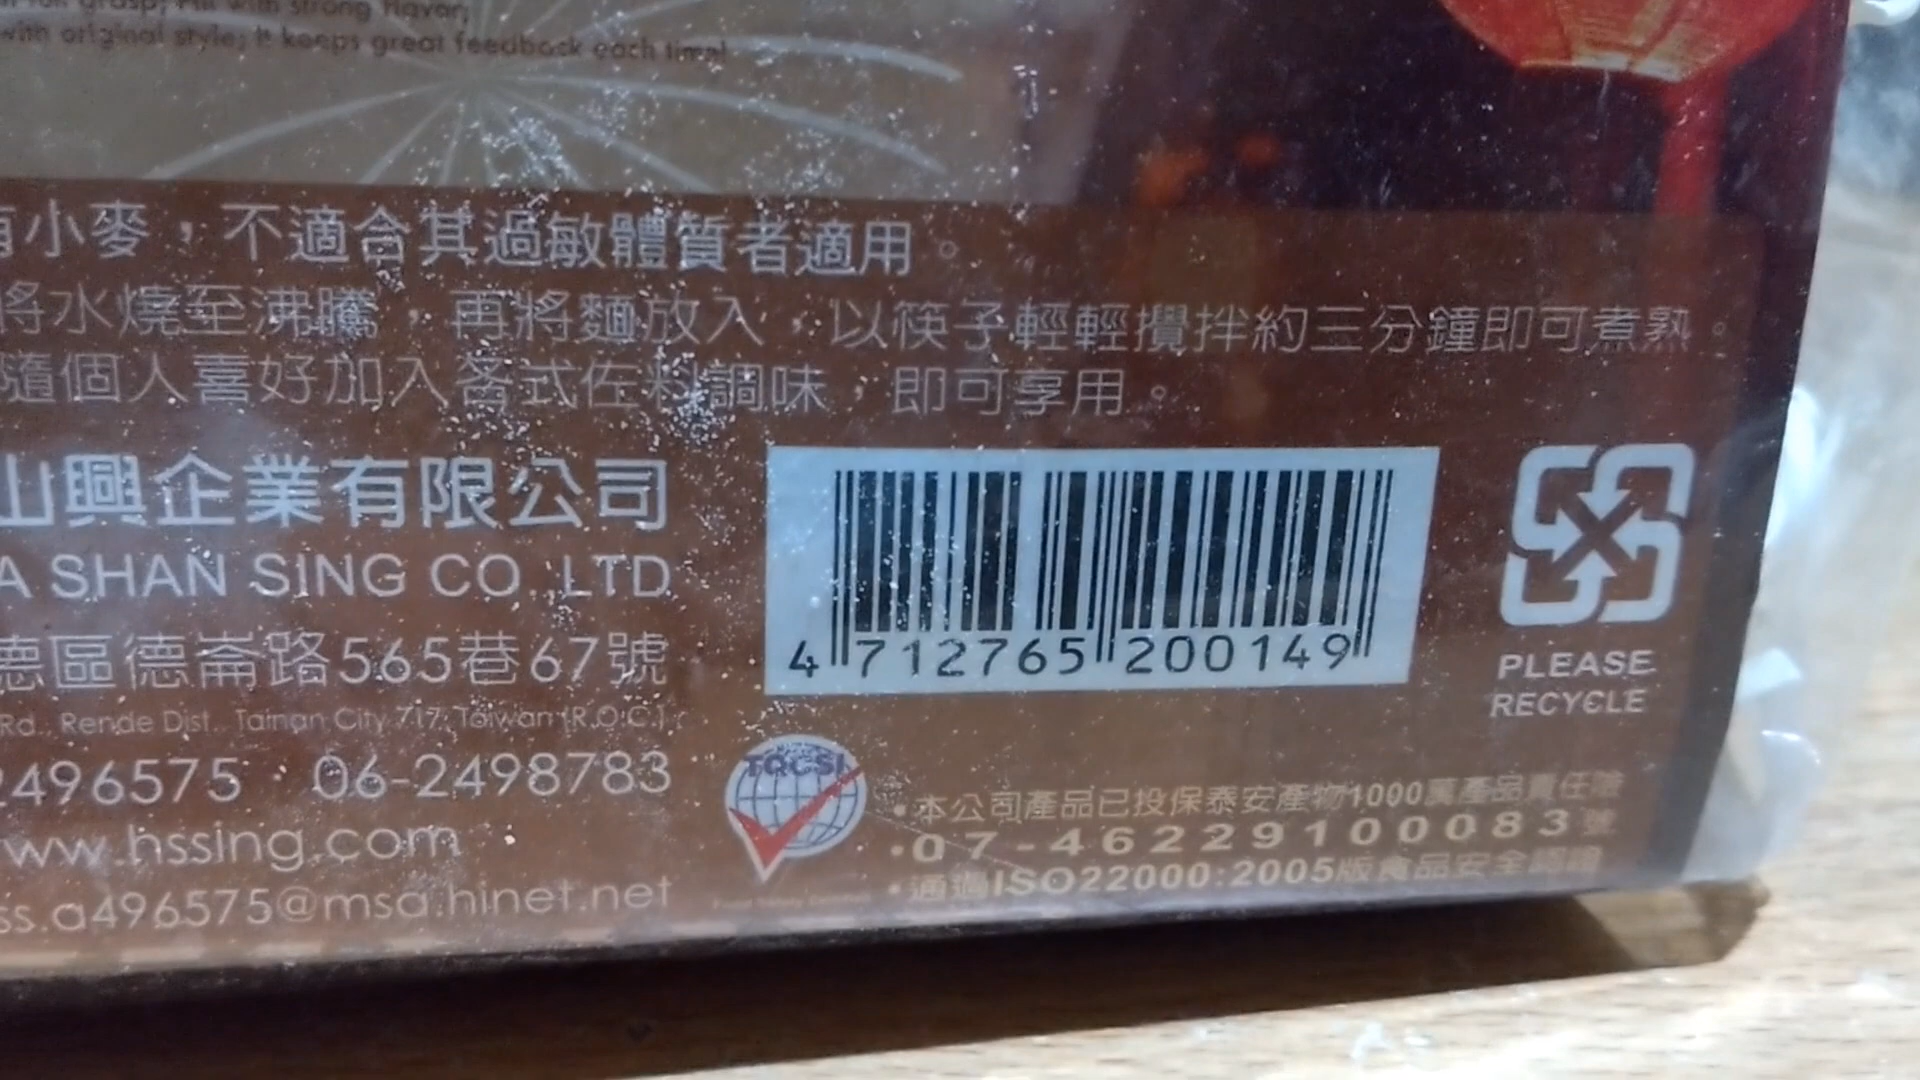 with strong flavor,
with original style; it keeps great feedback each time!
小麥，不適合其過敏體質者適用。
將水燒至沸騰，再將麵放入，以筷子輕輕攪拌約三分鐘即可煮熟。
隨個人喜好加入各式佐料調味，即可享用。
山興企業有限公司
A SHAN SING CO.,LTD
德區德崙路565巷67號
Rd., Rende Dist., Tainan City 717, Taiwan (R.O.C.)
2496575 06-2498783
www.hssing.com
ss.a496575@msa.hinet.net
4 712765 200149
PLEASE
RECYCLE
TQCSI
•本公司產品已投保泰安產物1000萬產品責任險
•07-46229100083號
•通過ISO22000:2005版食品安全認證